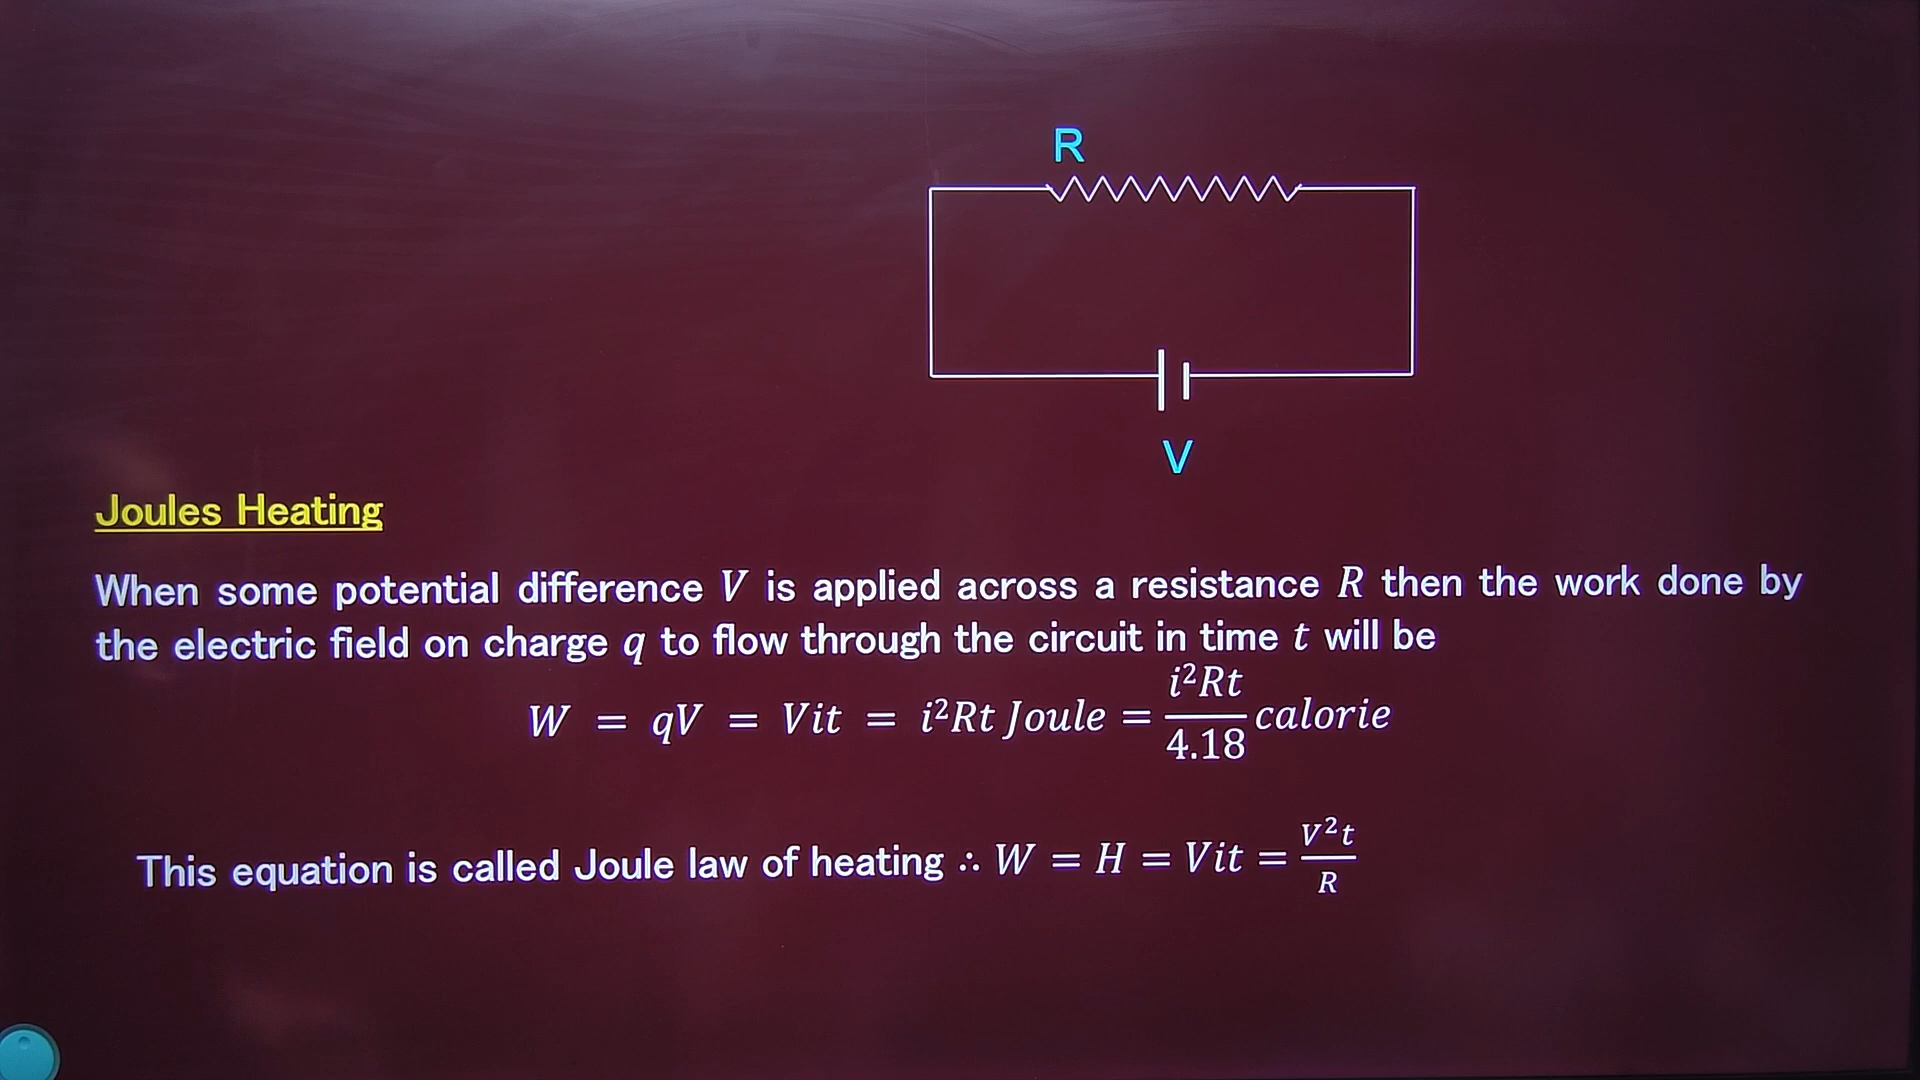 R
V
Joules Heating
When some potential difference V is applied across a resistance R then the work done by
the electric field on charge q to flow through the circuit in time t will be
W = qV = Vit = i²Rt Joule = i²Rt/4.18 calorie
This equation is called Joule law of heating ∴ W = H = Vit = V²t/R